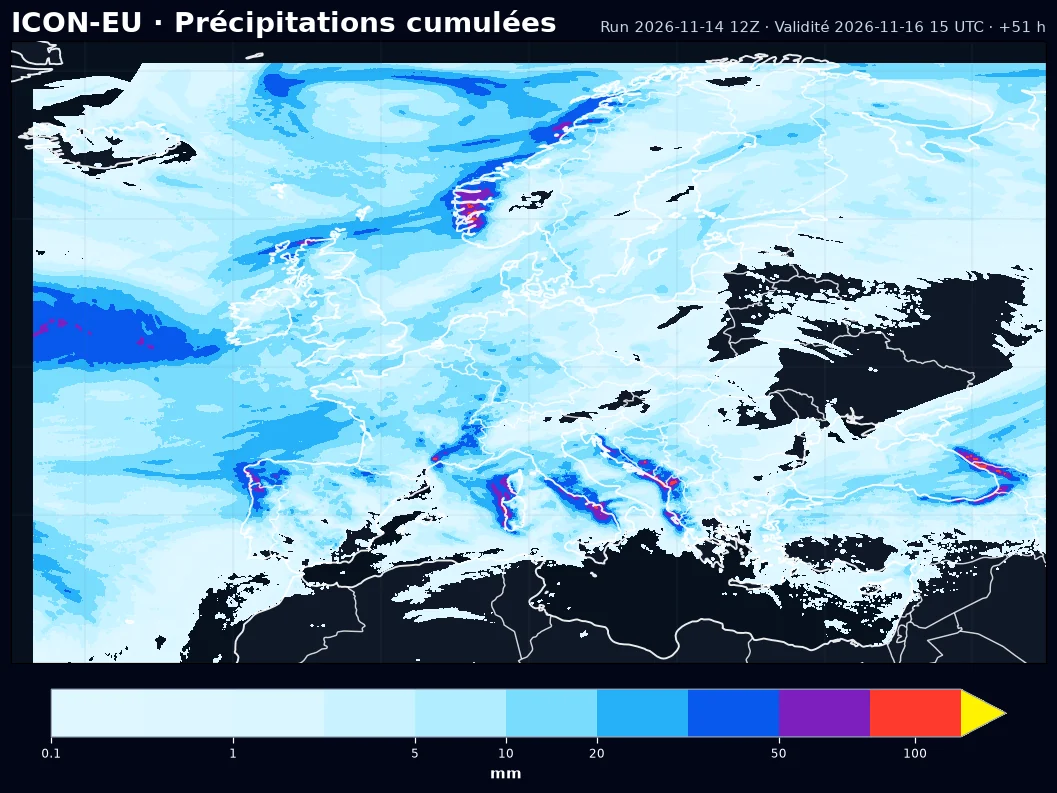 ICON-EU · Précipitations cumulées
Run 2026-11-14 12Z · Validité 2026-11-16 15 UTC · +51 h
0.1 1 5 10 20 50 100
mm